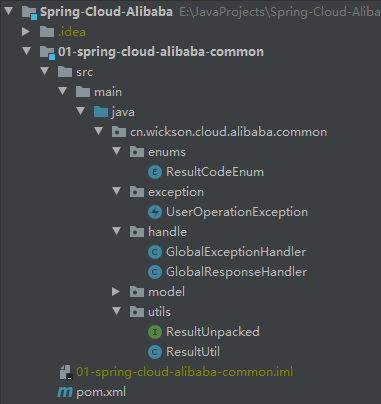 Spring-Cloud-Alibaba E:\JavaProjects\Spring-Cloud-Aliba
.idea
01-spring-cloud-alibaba-common
src
main
java
cn.wickson.cloud.alibaba.common
enums
E ResultCodeEnum
exception
UserOperationException
handle
C GlobalExceptionHandler
C GlobalResponseHandler
model
utils
I ResultUnpacked
C ResultUtil
01-spring-cloud-alibaba-common.iml
m pom.xml